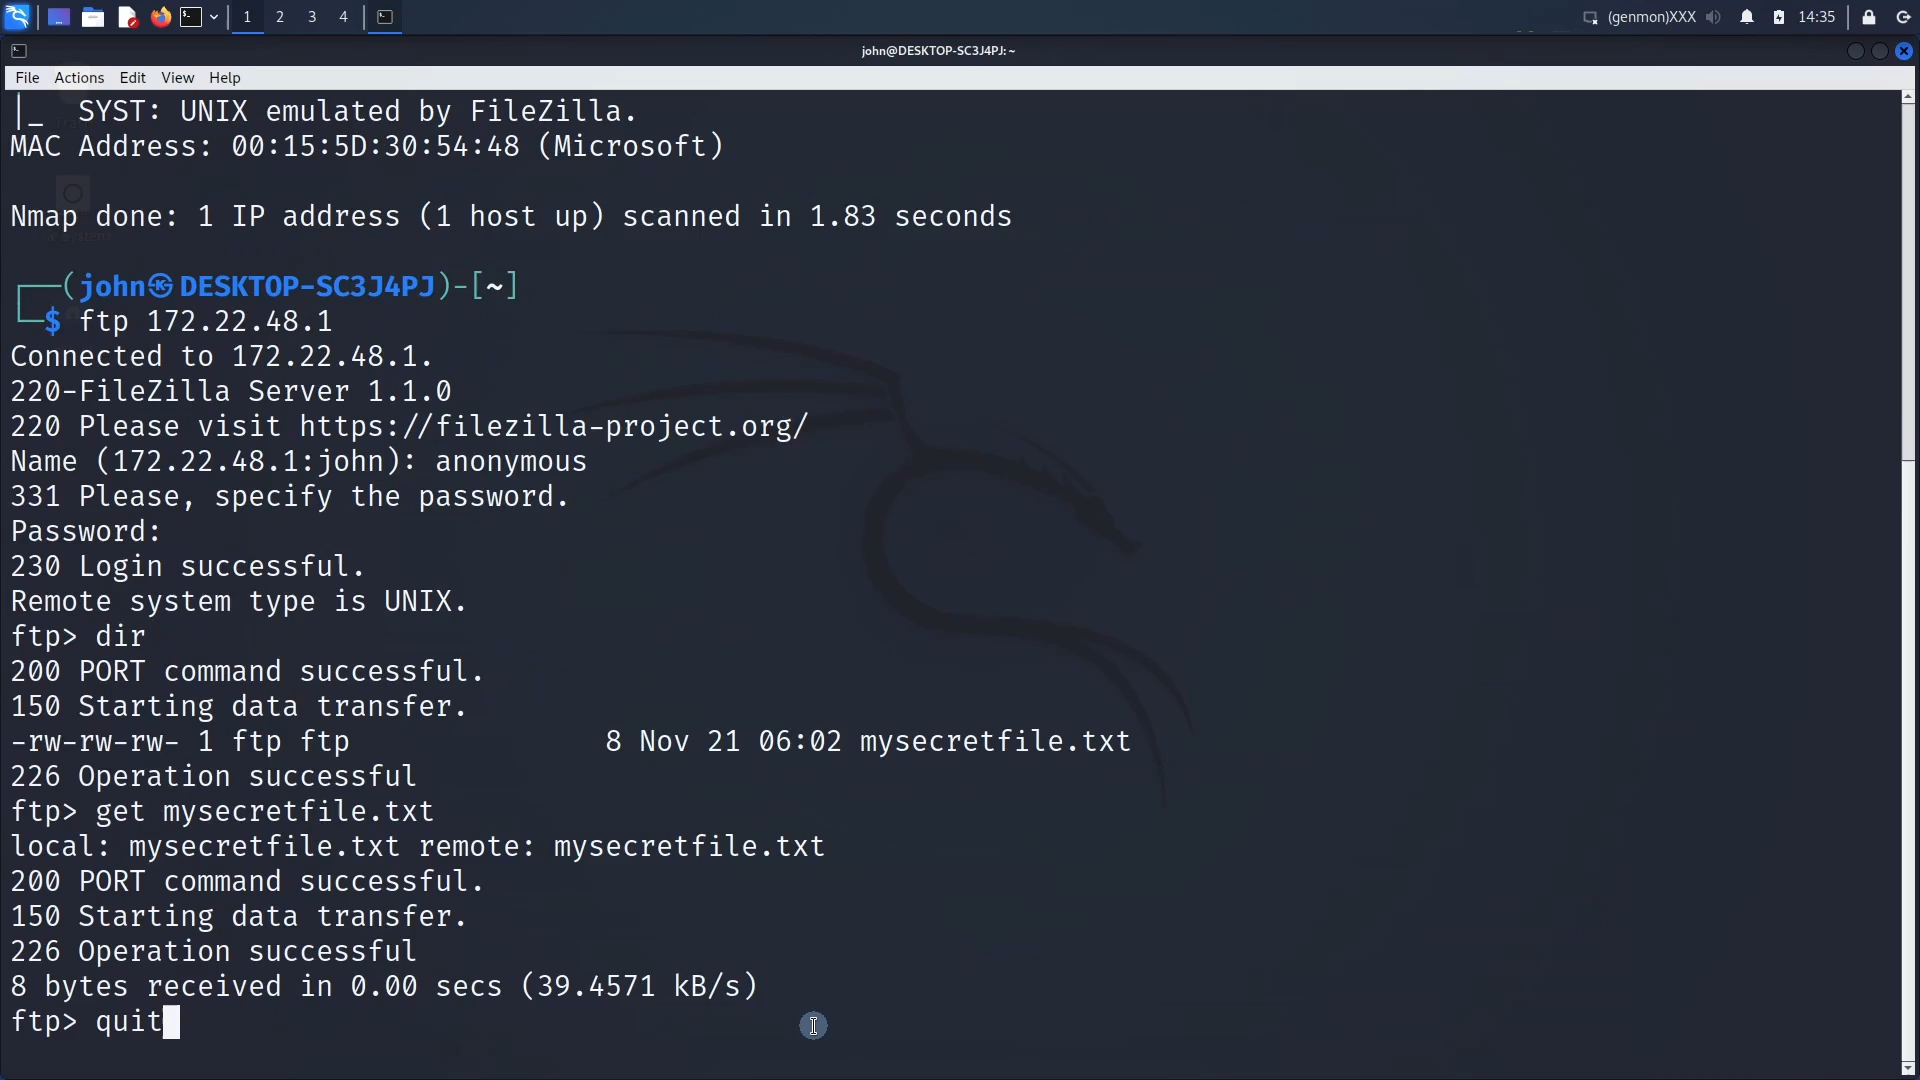 1 2 3 4
(genmon)XXX 14:35
john@DESKTOP-SC3J4PJ: ~
File Actions Edit View Help
|_  SYST: UNIX emulated by FileZilla.
MAC Address: 00:15:5D:30:54:48 (Microsoft)
Nmap done: 1 IP address (1 host up) scanned in 1.83 seconds
┌──(john㉿DESKTOP-SC3J4PJ)-[~]
└─$ ftp 172.22.48.1
Connected to 172.22.48.1.
220-FileZilla Server 1.1.0
220 Please visit https://filezilla-project.org/
Name (172.22.48.1:john): anonymous
331 Please, specify the password.
Password:
230 Login successful.
Remote system type is UNIX.
ftp> dir
200 PORT command successful.
150 Starting data transfer.
-rw-rw-rw- 1 ftp ftp               8 Nov 21 06:02 mysecretfile.txt
226 Operation successful
ftp> get mysecretfile.txt
local: mysecretfile.txt remote: mysecretfile.txt
200 PORT command successful.
150 Starting data transfer.
226 Operation successful
8 bytes received in 0.00 secs (39.4571 kB/s)
ftp> quit